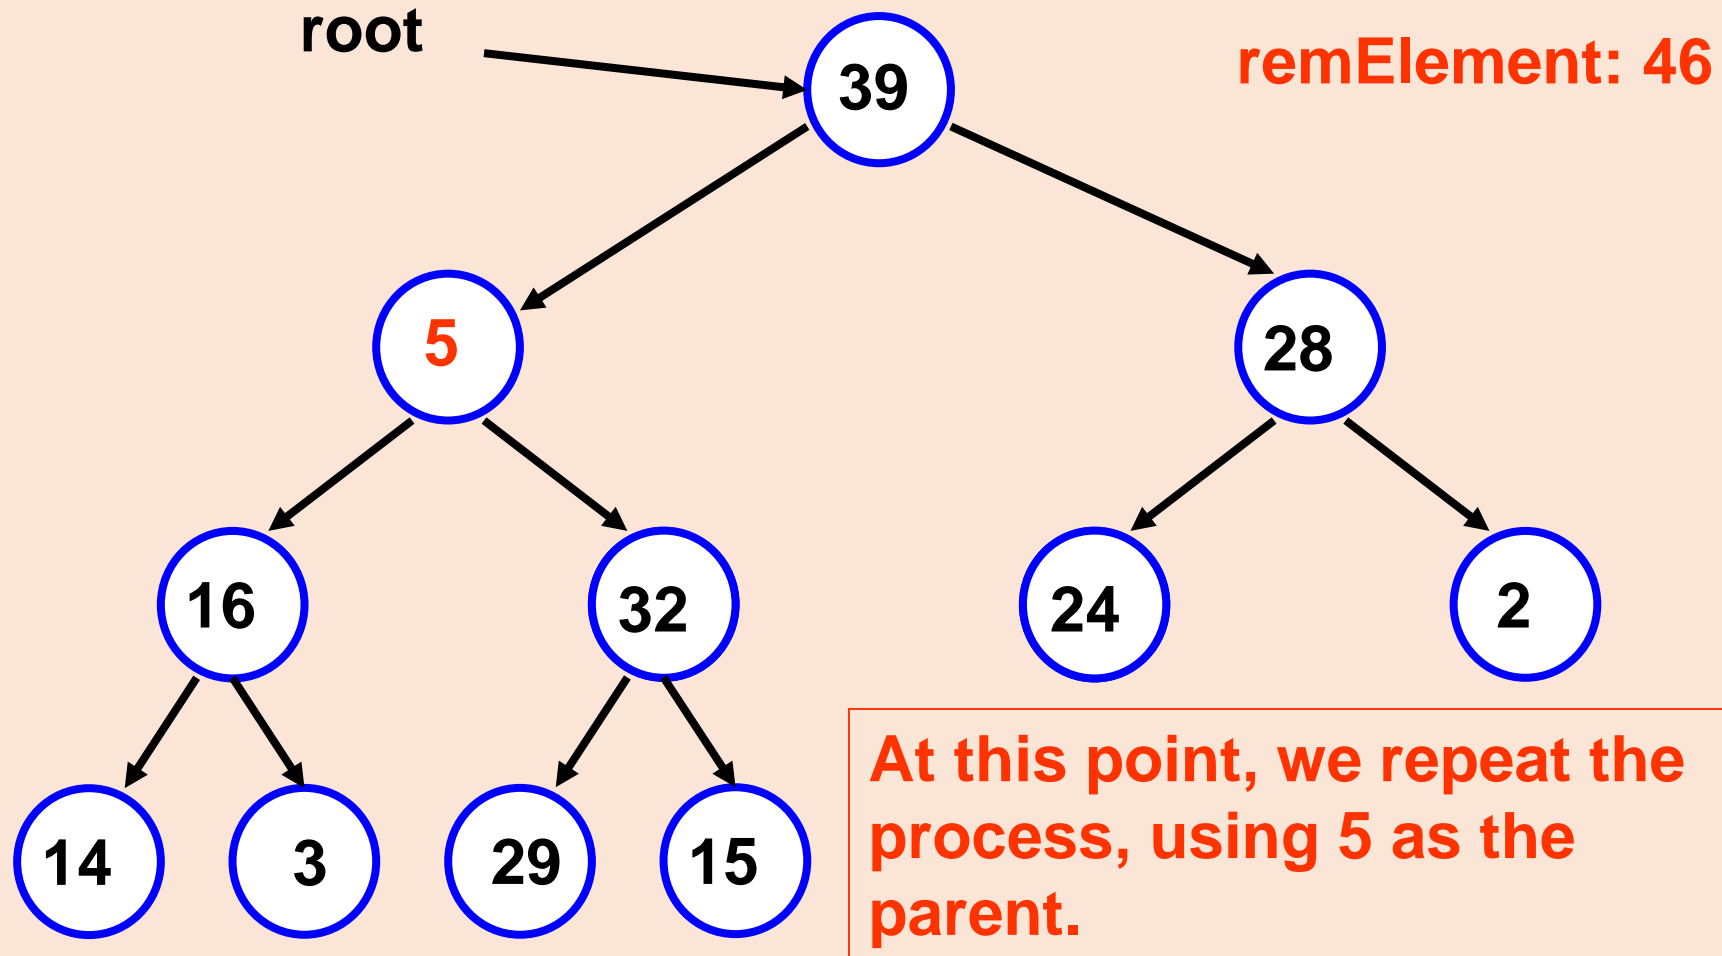 root
remElement: 46
39
5
28
16
32
24
2
14
3
29
15
At this point, we repeat the
process, using 5 as the
parent.